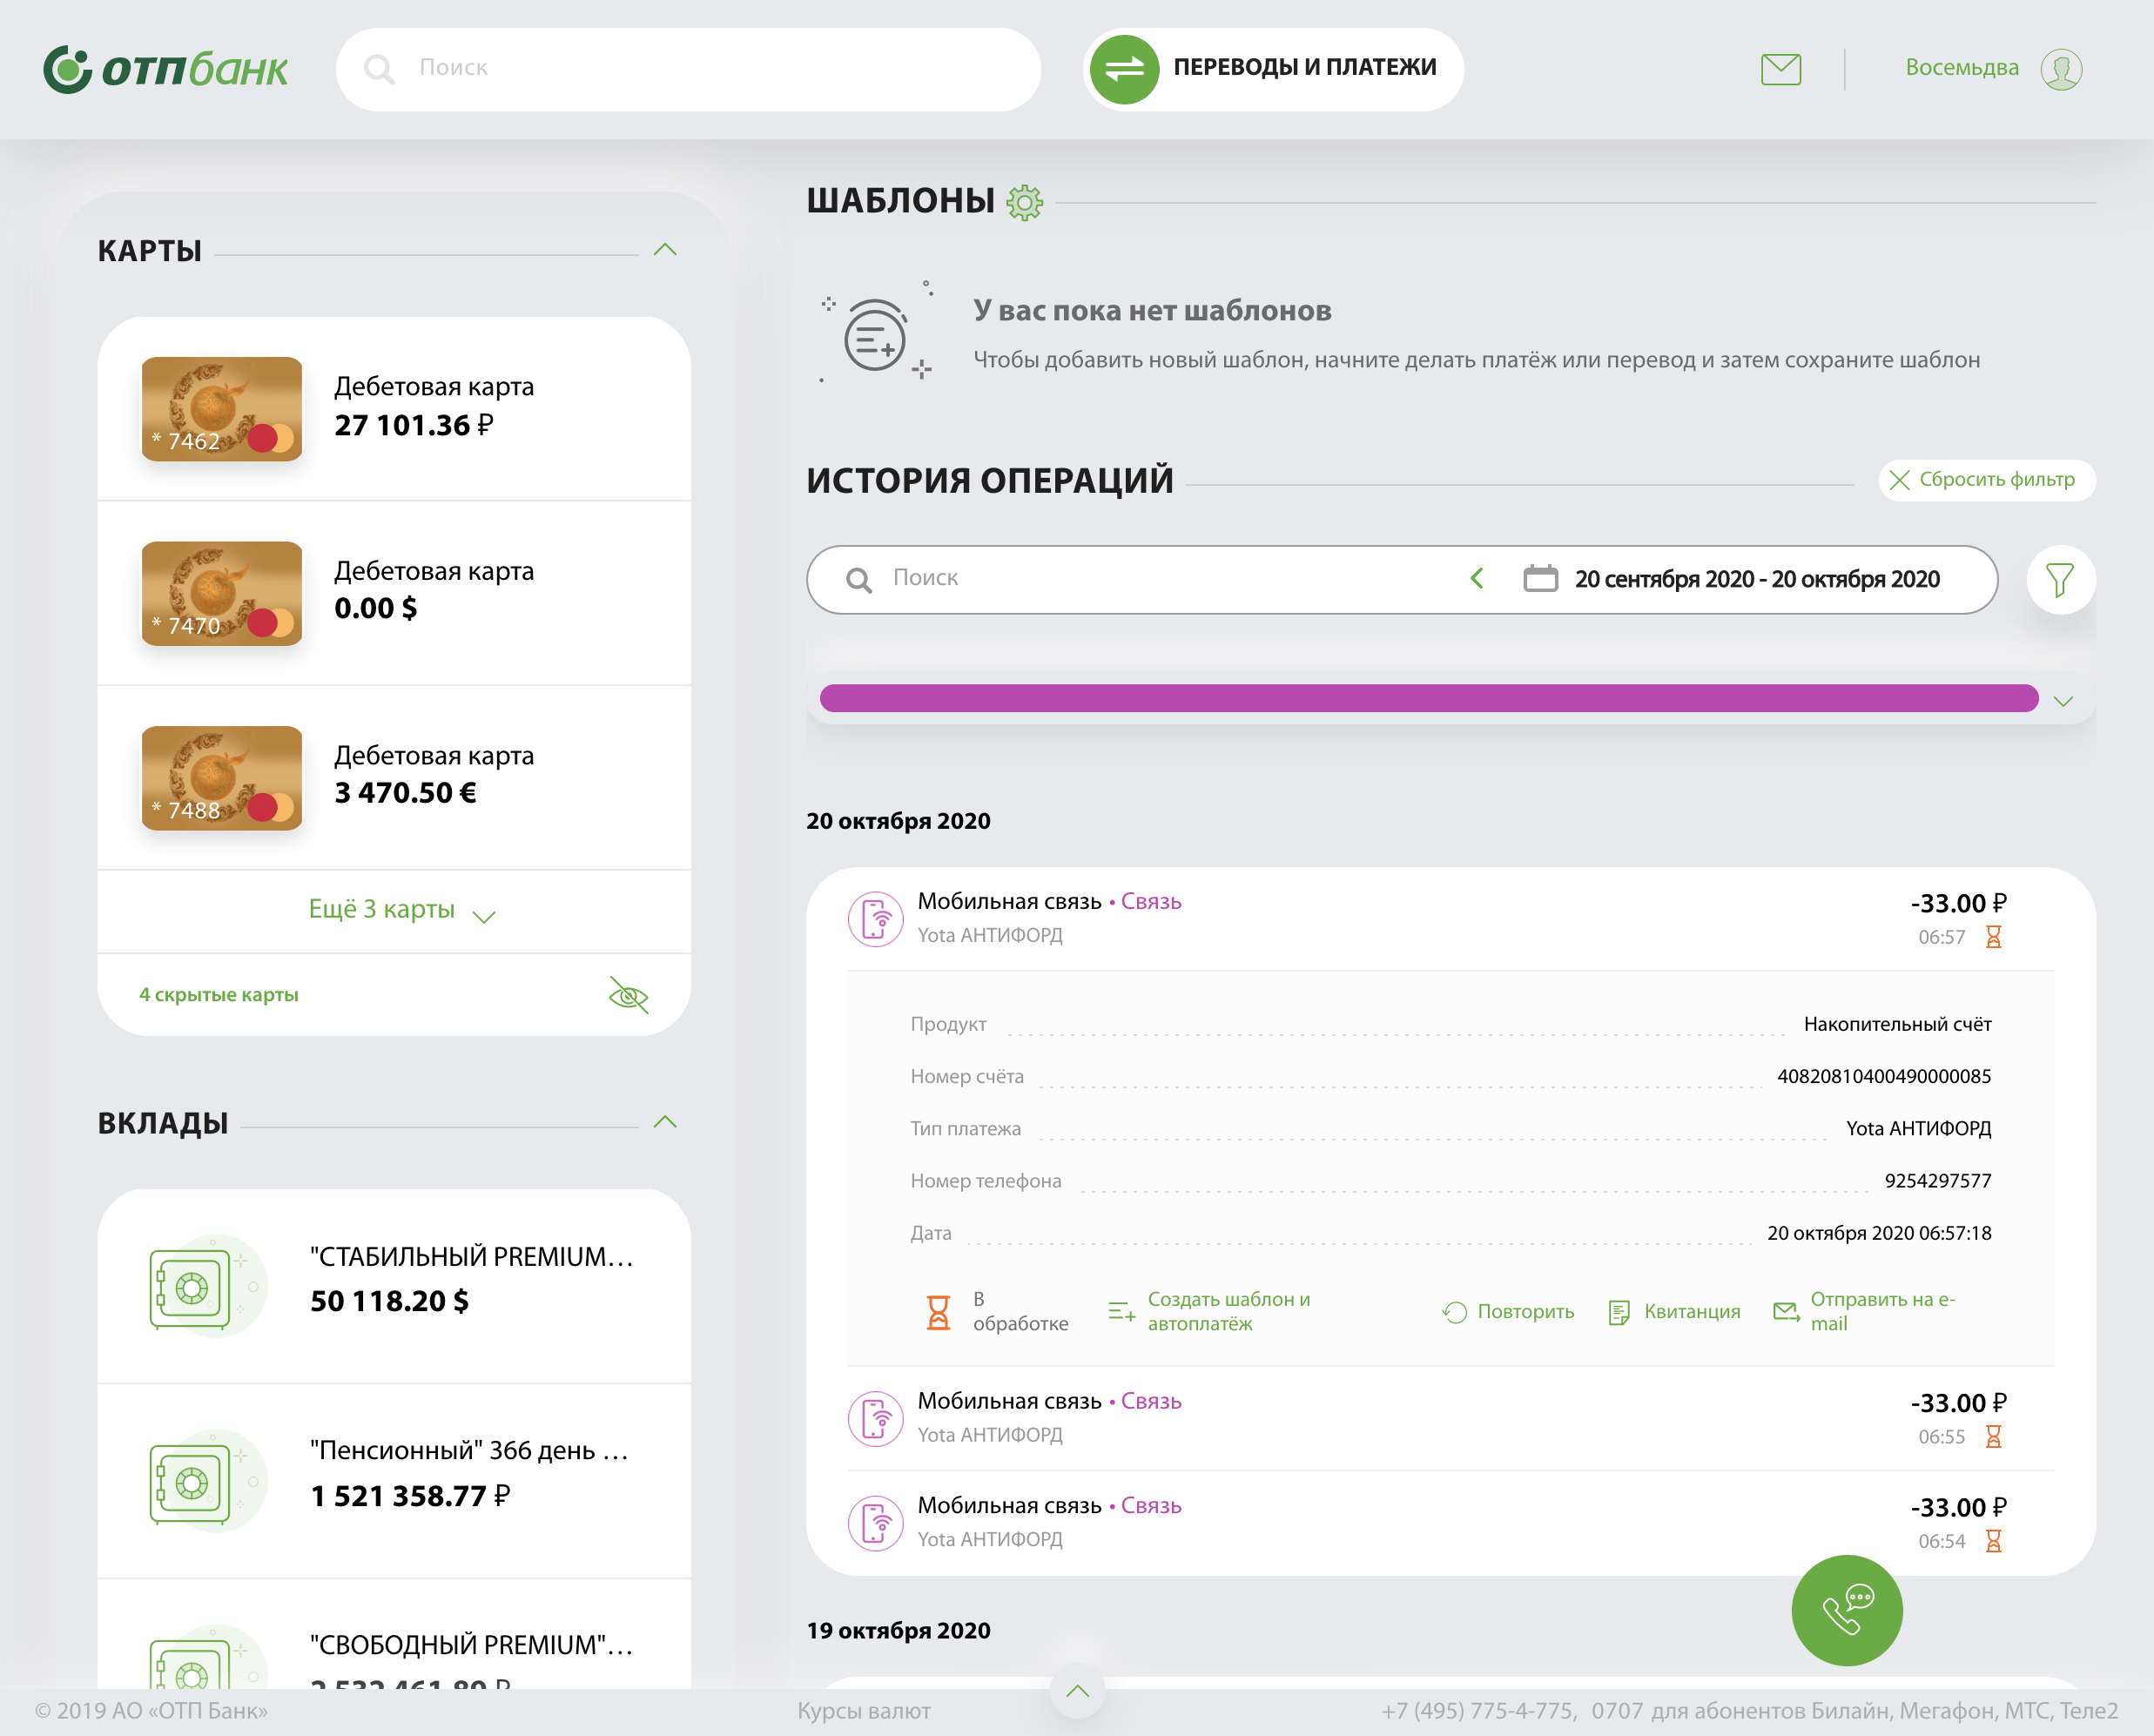 ОТПбанк
Поиск
ПЕРЕВОДЫ И ПЛАТЕЖИ
Восемьдва
КАРТЫ
* 7462
Дебетовая карта
27 101.36 ₽
* 7470
Дебетовая карта
0.00 $
* 7488
Дебетовая карта
3 470.50 €
Ещё 3 карты
4 скрытые карты
ВКЛАДЫ
"СТАБИЛЬНЫЙ PREMIUM...
50 118.20 $
"Пенсионный" 366 день ...
1 521 358.77 ₽
"СВОБОДНЫЙ PREMIUM"...
2 532 461.89 ₽
ШАБЛОНЫ
У вас пока нет шаблонов
Чтобы добавить новый шаблон, начните делать платёж или перевод и затем сохраните шаблон
ИСТОРИЯ ОПЕРАЦИЙ
Сбросить фильтр
Поиск
20 сентября 2020 - 20 октября 2020
20 октября 2020
Мобильная связь • Связь
-33.00 ₽
Yota АНТИФОРД
06:57
Продукт
Накопительный счёт
Номер счёта
40820810400490000085
Тип платежа
Yota АНТИФОРД
Номер телефона
9254297577
Дата
20 октября 2020 06:57:18
В
обработке
Создать шаблон и
автоплатёж
Повторить
Квитанция
Отправить на e-
mail
Мобильная связь • Связь
-33.00 ₽
Yota АНТИФОРД
06:55
Мобильная связь • Связь
-33.00 ₽
Yota АНТИФОРД
06:54
19 октября 2020
© 2019 АО «ОТП Банк»
Курсы валют
+7 (495) 775-4-775, 0707 для абонентов Билайн, Мегафон, МТС, Теле2